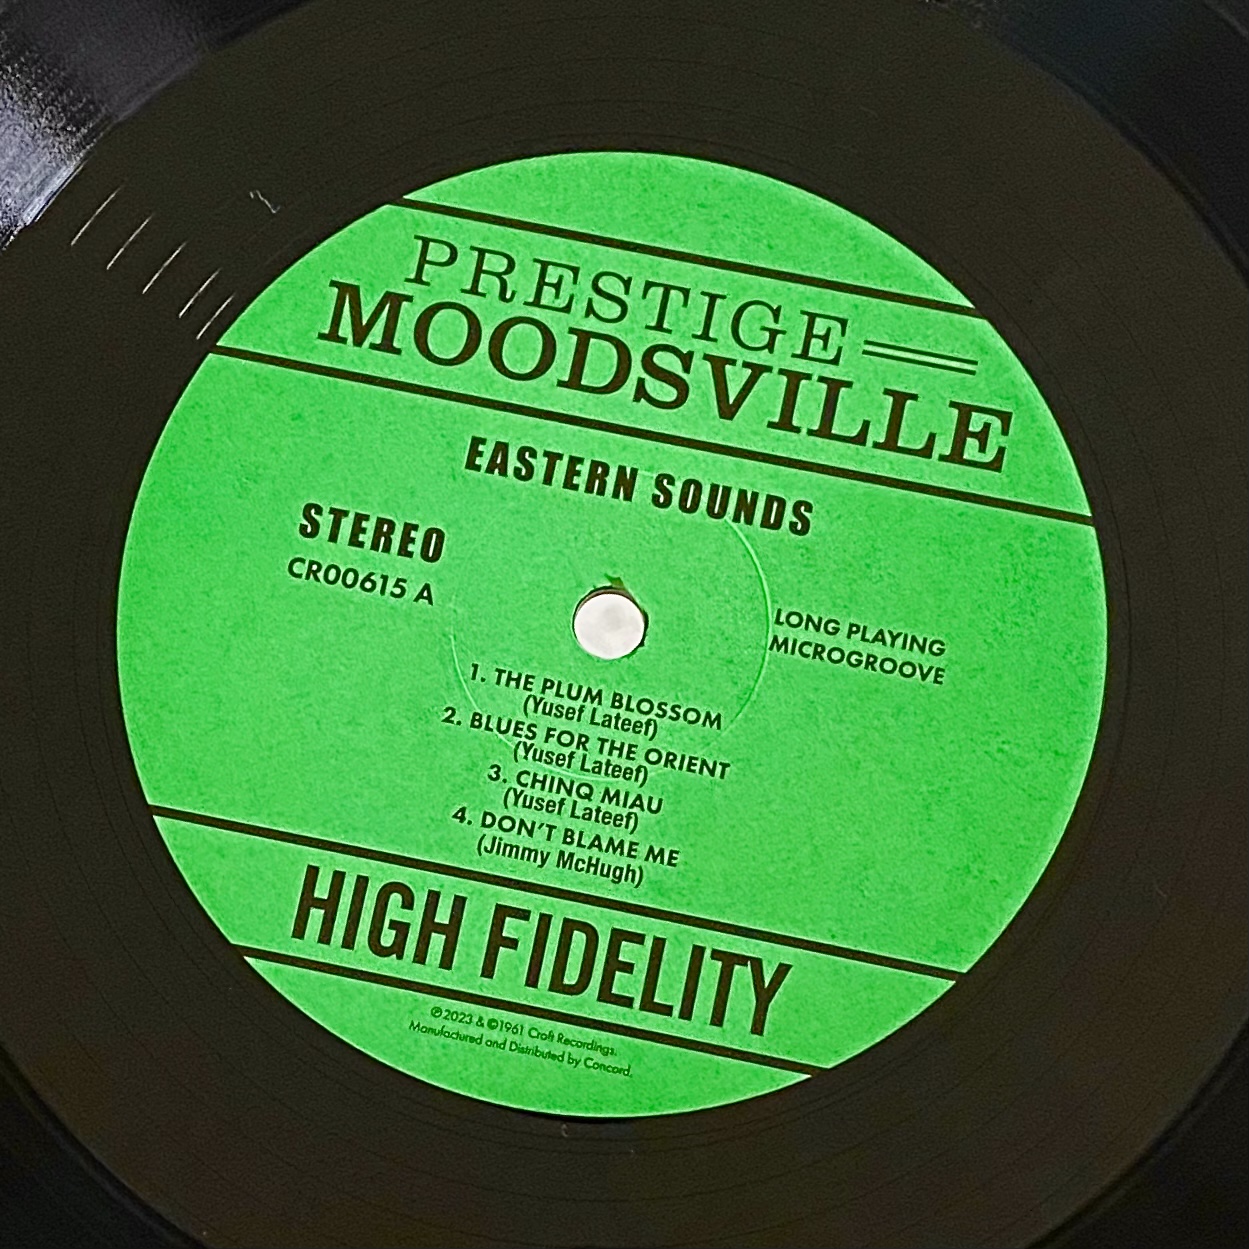 PRESTIGE
MOODSVILLE
EASTERN SOUNDS
STEREO
CR00615 A
LONG PLAYING
MICROGROOVE
1. THE PLUM BLOSSOM
(Yusef Lateef)
2. BLUES FOR THE ORIENT
(Yusef Lateef)
3. CHINQ MIAU
(Yusef Lateef)
4. DON'T BLAME ME
(Jimmy McHugh)
HIGH FIDELITY
℗2023 & ©1961 Craft Recordings.
Manufactured and Distributed by Concord.